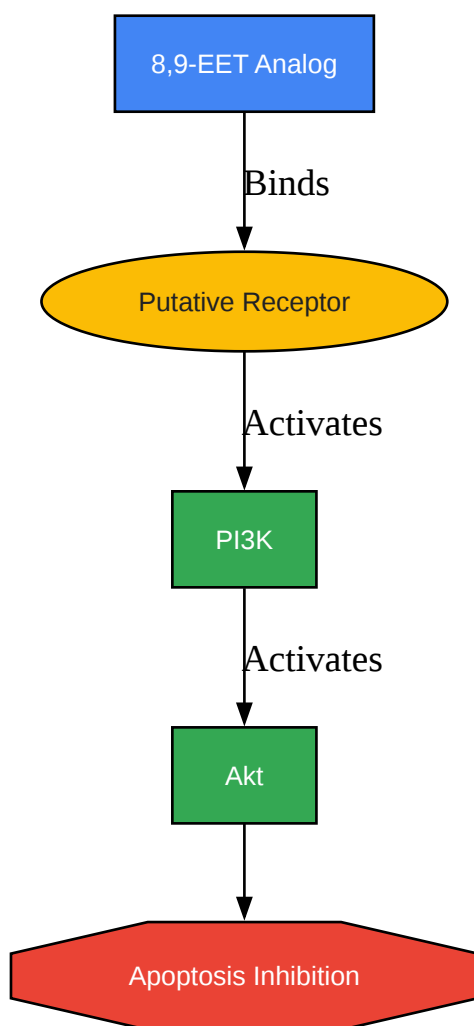 8,9-EET Analog
Binds
Putative Receptor
Activates
PI3K
Activates
Akt
Apoptosis Inhibition